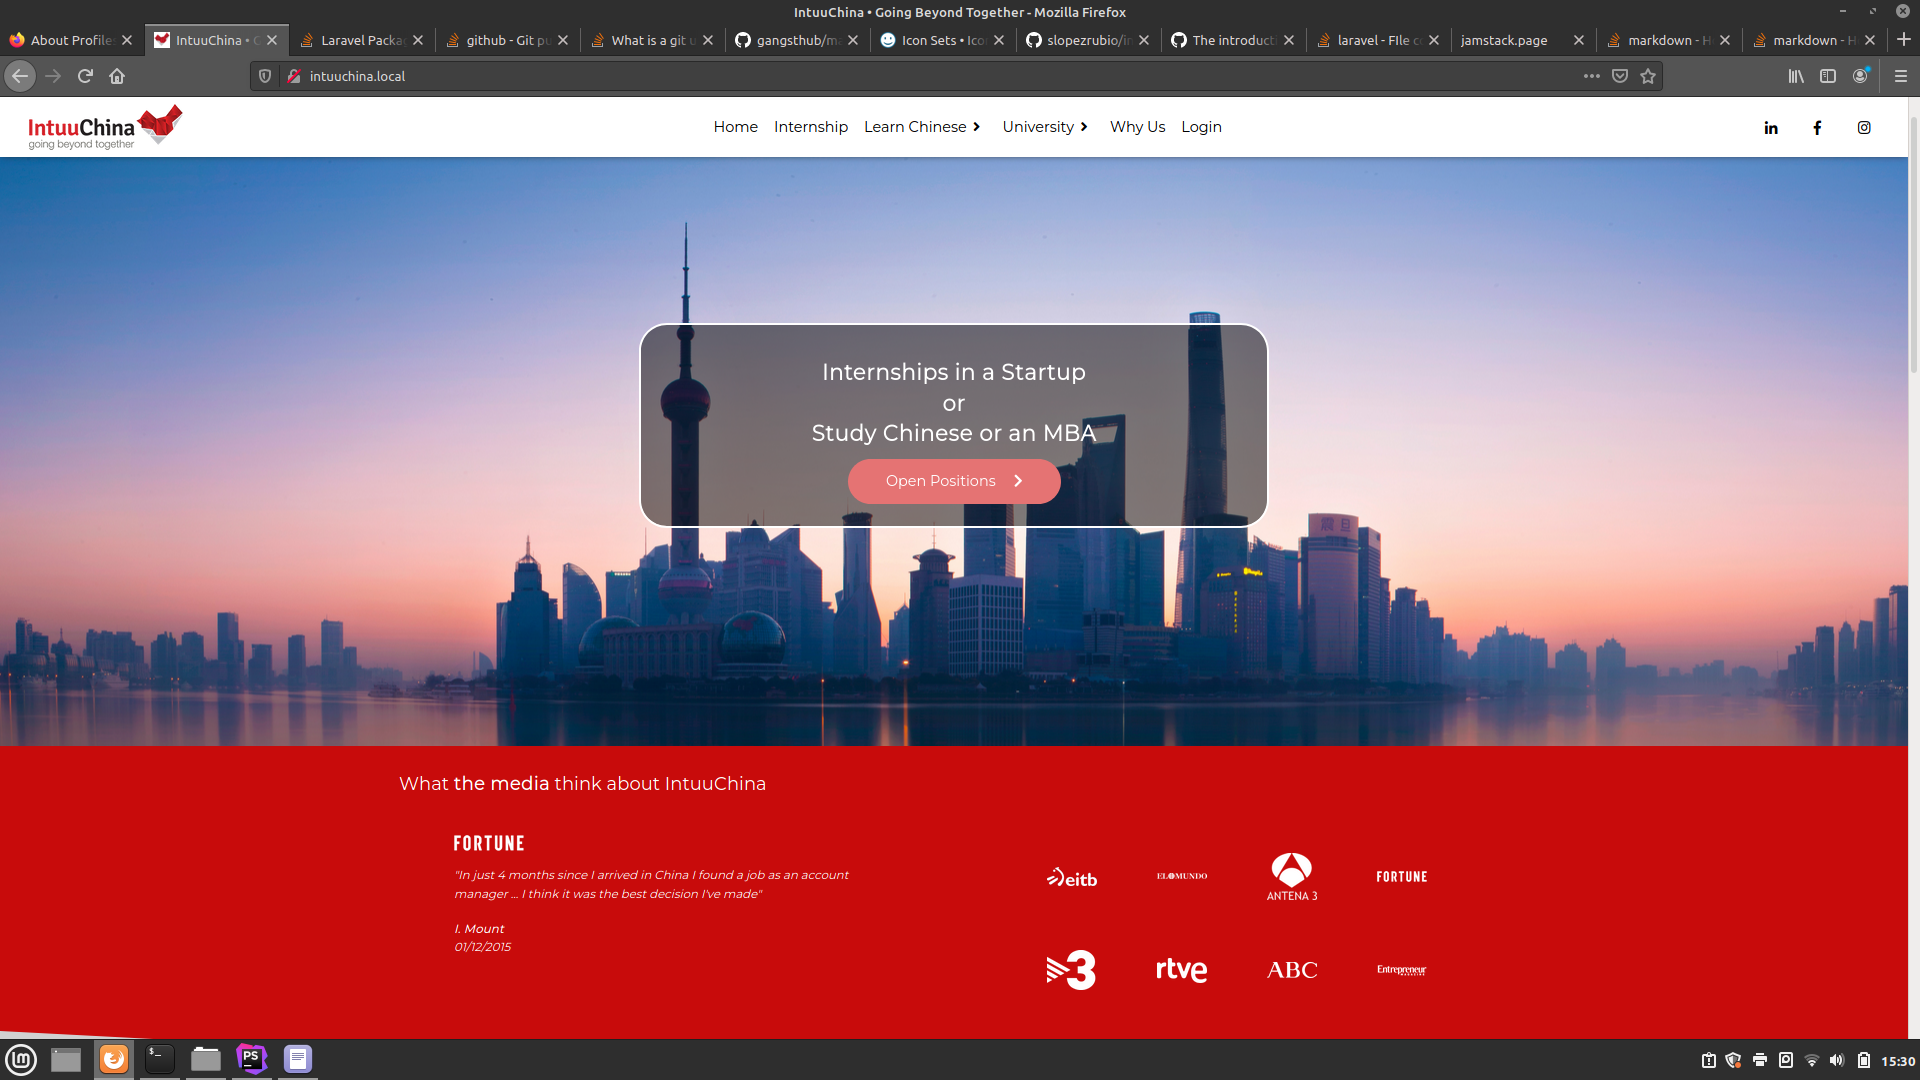 IntuuChina • Going Beyond Together - Mozilla Firefox
About Profile
IntuuChina •
Laravel Packa
github - Git pu
What is a git u
gangsthub/m
Icon Sets • Ico
slopezrubio/in
The introduct
laravel - FIle c
jamstack.page
markdown - H
markdown - H
intuuchina.local
IntuuChina
going beyond together
Home Internship Learn Chinese University Why Us Login
Internships in a Startup
or
Study Chinese or an MBA
Open Positions
震旦
What the media think about IntuuChina
FORTUNE
"In just 4 months since I arrived in China I found a job as an account
manager ... I think it was the best decision I've made"
I. Mount
01/12/2015
eitb
EL MUNDO
ANTENA 3
FORTUNE
3
rtve
ABC
Entrepreneur
PS
15:30